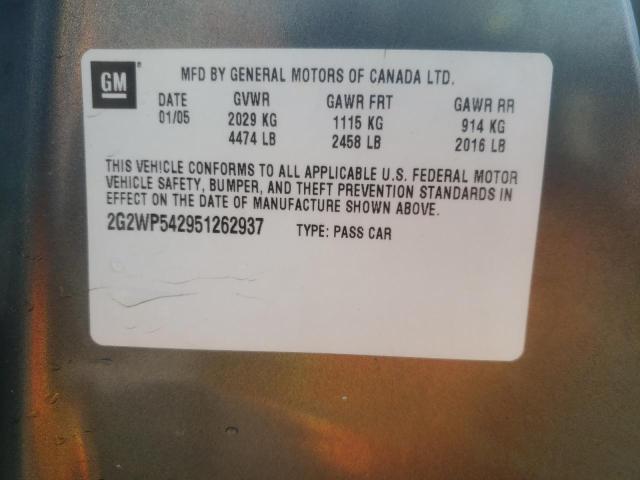 GM
MFD BY GENERAL MOTORS OF CANADA LTD.
DATE GVWR GAWR FRT GAWR RR
01/05 2029 KG 1115 KG 914 KG
4474 LB 2458 LB 2016 LB
THIS VEHICLE CONFORMS TO ALL APPLICABLE U.S. FEDERAL MOTOR
VEHICLE SAFETY, BUMPER, AND THEFT PREVENTION STANDARDS IN
EFFECT ON THE DATE OF MANUFACTURE SHOWN ABOVE.
2G2WP542951262937 TYPE: PASS CAR